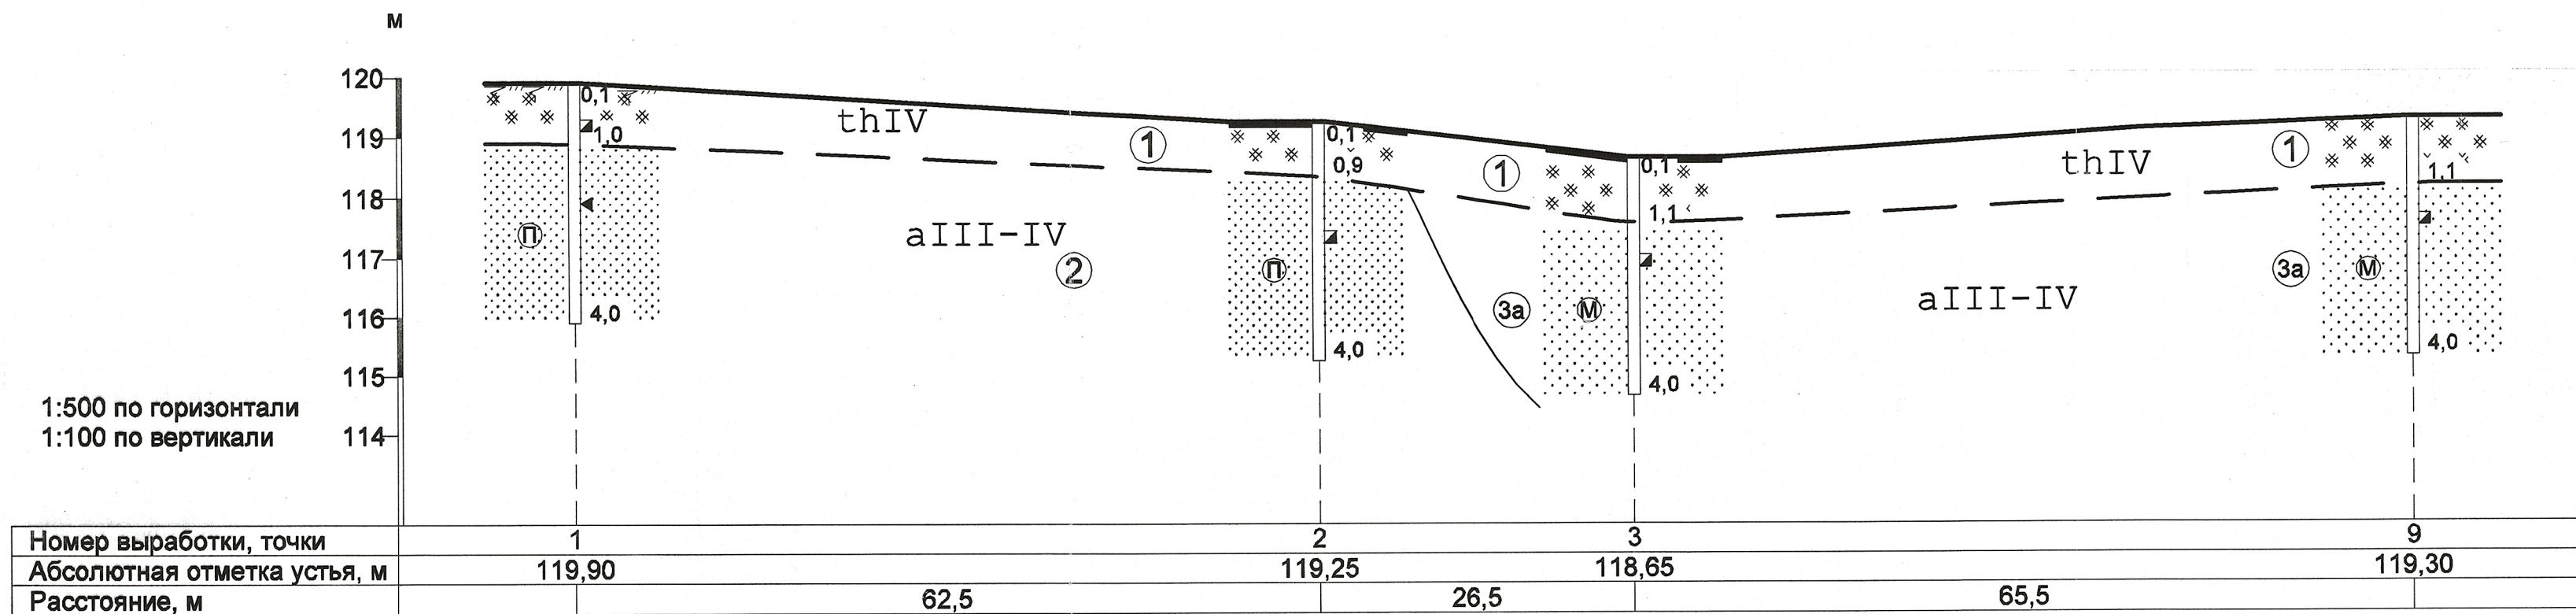 м
120
119
118
117
116
115
114
1:500 по горизонтали
1:100 по вертикали
0,1
1,0
П
4,0
thIV
1
aIII-IV
2
0,1
0,9
П
4,0
1
3а
0,1
1,1
М
4,0
thIV
1
aIII-IV
3а
М
1,1
4,0
Номер выработки, точки 1 2 3 9
Абсолютная отметка устья, м 119,90 119,25 118,65 119,30
Расстояние, м 62,5 26,5 65,5